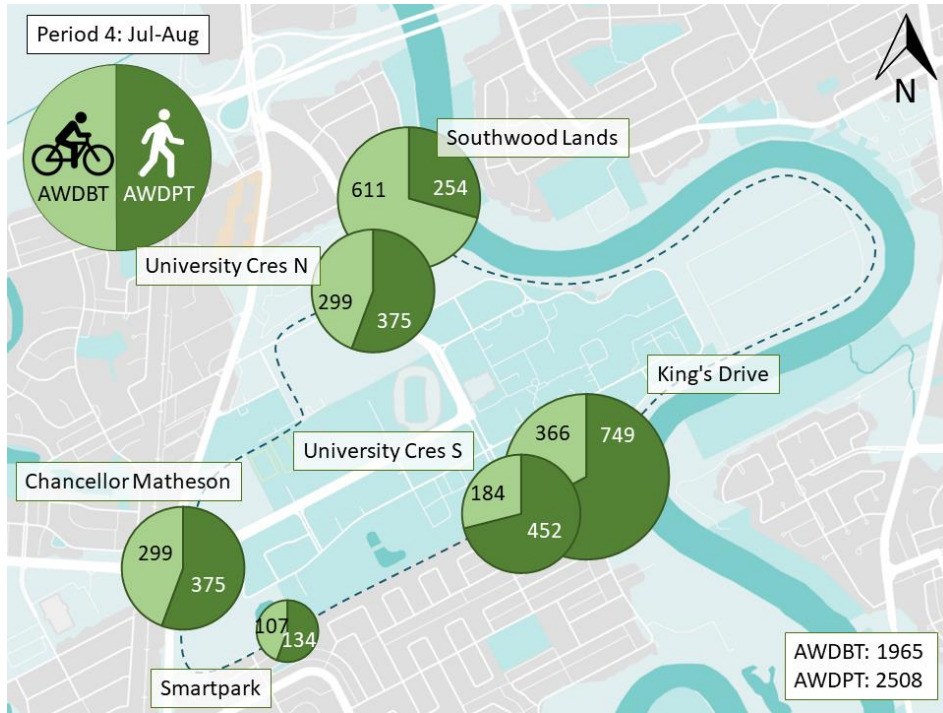 Period 4: Jul-Aug
AWDBT
AWDPT
N
Southwood Lands
611
254
University Cres N
299
375
King's Drive
366
749
University Cres S
184
452
Chancellor Matheson
299
375
107
134
Smartpark
AWDBT: 1965
AWDPT: 2508